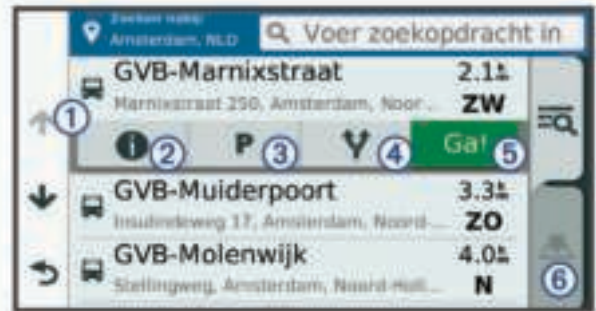 Zoeken nabij:
Amsterdam, NLD
Voer zoekopdracht in
GVB-Marnixstraat 2.1
Marnixstraat 250, Amsterdam, Noor... ZW
1
2 P 3 4 Ga! 5
GVB-Muiderpoort 3.3
Insulindeweg 17, Amsterdam, Noord-... ZO
GVB-Molenwijk 4.0
Stellingweg, Amsterdam, Noord-Holl... N
6